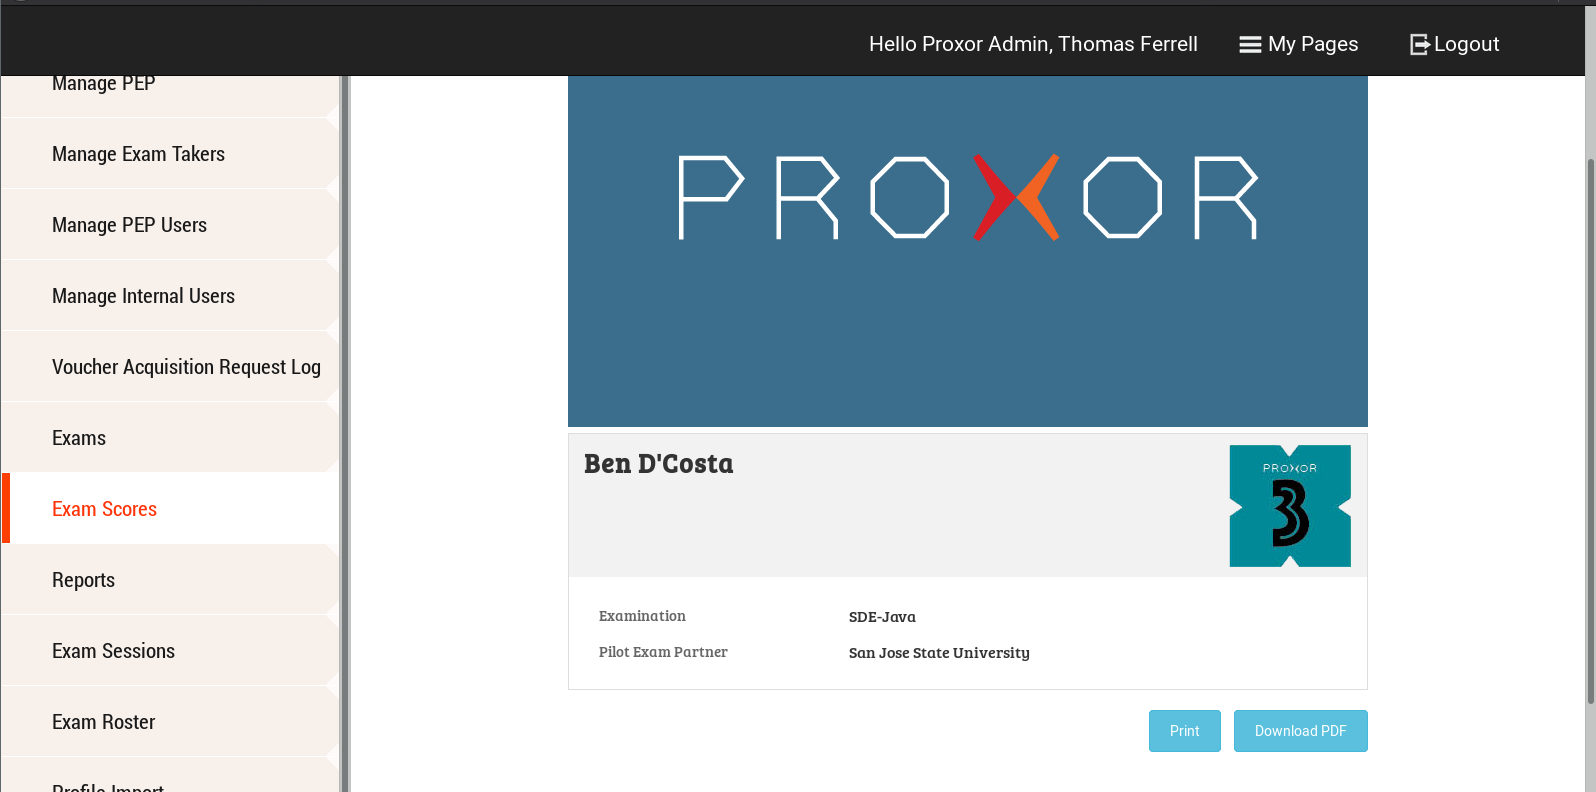 Hello Proxor Admin, Thomas Ferrell
My Pages
Logout
Manage PEP
Manage Exam Takers
Manage PEP Users
Manage Internal Users
Voucher Acquisition Request Log
Exams
Exam Scores
Reports
Exam Sessions
Exam Roster
Profile Import
PROXOR
Ben D'Costa
PROXOR
3
Examination SDE-Java
Pilot Exam Partner San Jose State University
Print
Download PDF